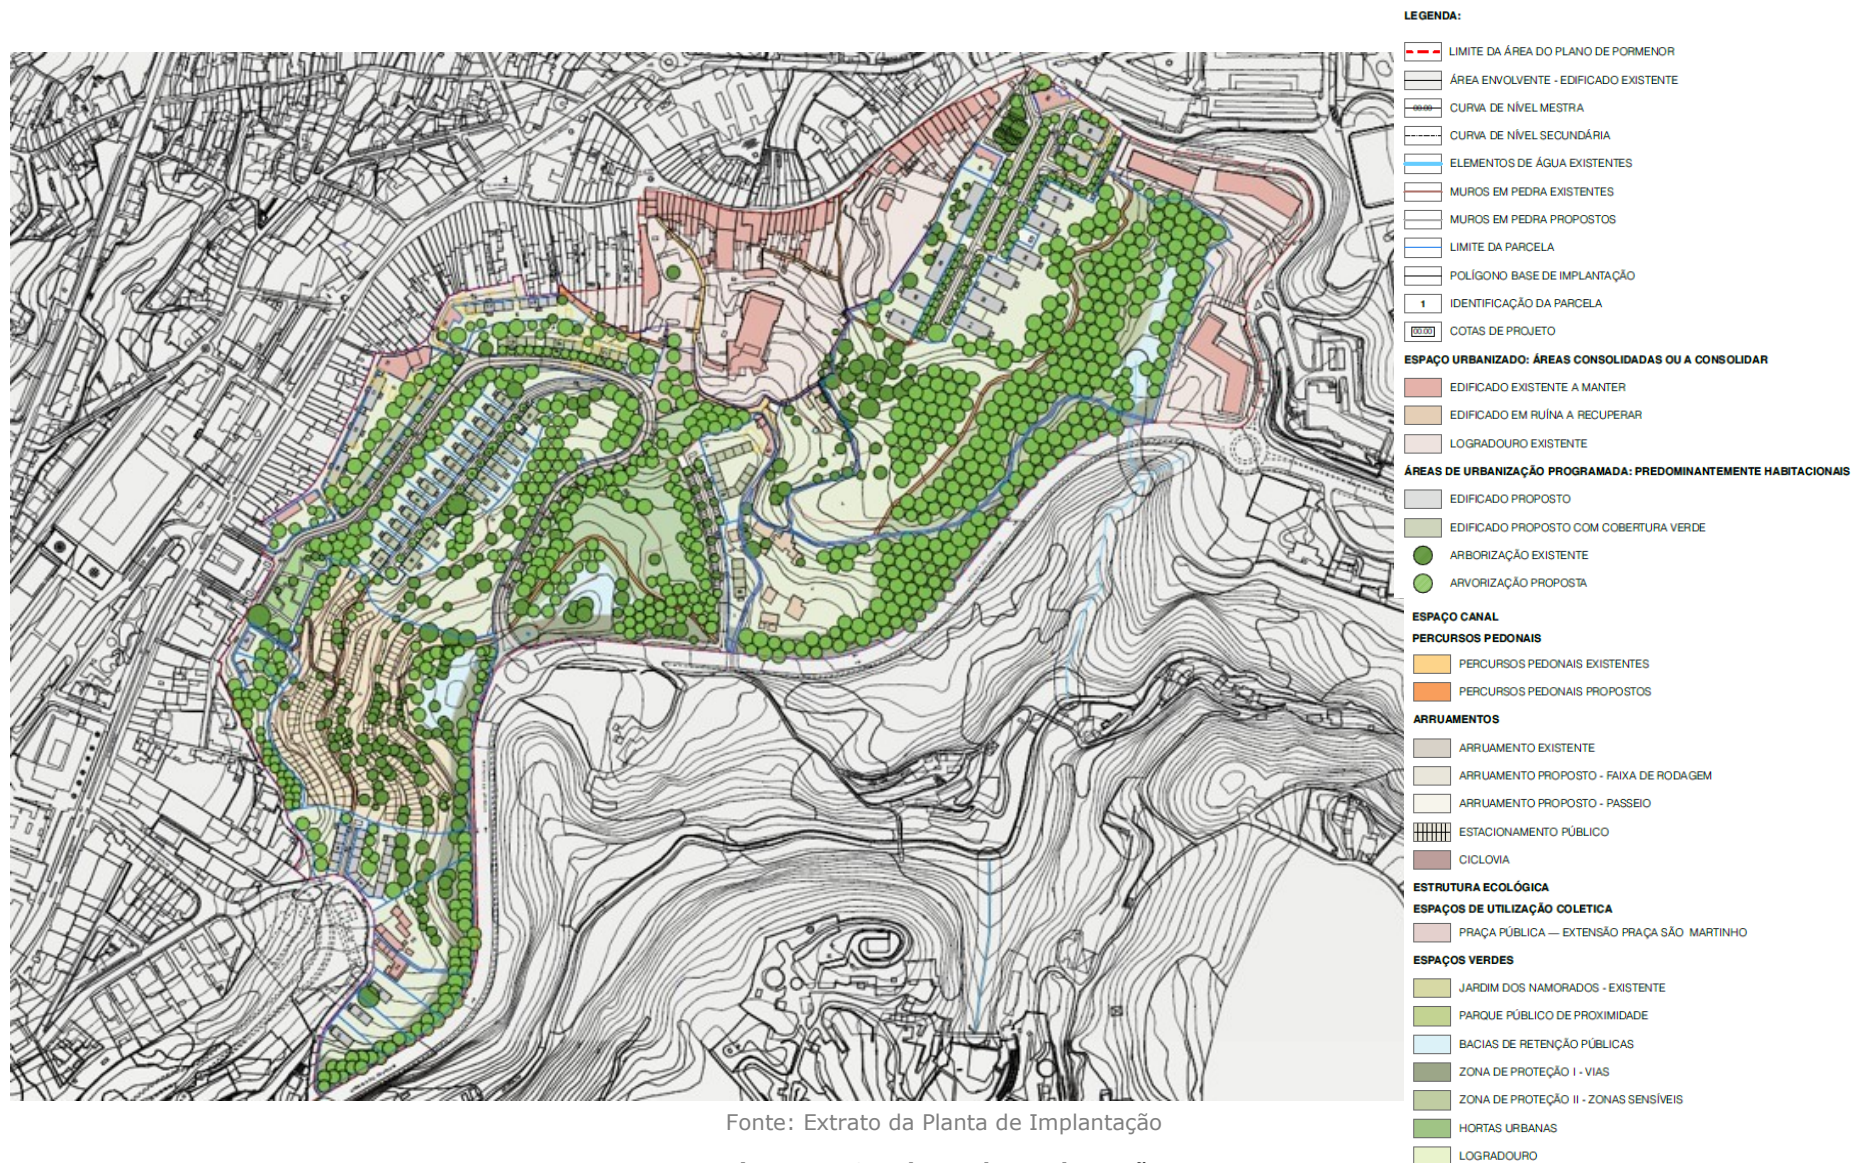 LEGENDA:
LIMITE DA ÁREA DO PLANO DE PORMENOR
ÁREA ENVOLVENTE - EDIFICADO EXISTENTE
00.00 CURVA DE NÍVEL MESTRA
CURVA DE NÍVEL SECUNDÁRIA
ELEMENTOS DE ÁGUA EXISTENTES
MUROS EM PEDRA EXISTENTES
MUROS EM PEDRA PROPOSTOS
LIMITE DA PARCELA
POLÍGONO BASE DE IMPLANTAÇÃO
1 IDENTIFICAÇÃO DA PARCELA
00.00 COTAS DE PROJETO
ESPAÇO URBANIZADO: ÁREAS CONSOLIDADAS OU A CONSOLIDAR
EDIFICADO EXISTENTE A MANTER
EDIFICADO EM RUÍNA A RECUPERAR
LOGRADOURO EXISTENTE
ÁREAS DE URBANIZAÇÃO PROGRAMADA: PREDOMINANTEMENTE HABITACIONAIS
EDIFICADO PROPOSTO
EDIFICADO PROPOSTO COM COBERTURA VERDE
ARBORIZAÇÃO EXISTENTE
ARVORIZAÇÃO PROPOSTA
ESPAÇO CANAL
PERCURSOS PEDONAIS
PERCURSOS PEDONAIS EXISTENTES
PERCURSOS PEDONAIS PROPOSTOS
ARRUAMENTOS
ARRUAMENTO EXISTENTE
ARRUAMENTO PROPOSTO - FAIXA DE RODAGEM
ARRUAMENTO PROPOSTO - PASSEIO
ESTACIONAMENTO PÚBLICO
CICLOVIA
ESTRUTURA ECOLÓGICA
ESPAÇOS DE UTILIZAÇÃO COLETICA
PRAÇA PÚBLICA — EXTENSÃO PRAÇA SÃO MARTINHO
ESPAÇOS VERDES
JARDIM DOS NAMORADOS - EXISTENTE
PARQUE PÚBLICO DE PROXIMIDADE
BACIAS DE RETENÇÃO PÚBLICAS
ZONA DE PROTEÇÃO I - VIAS
ZONA DE PROTEÇÃO II - ZONAS SENSÍVEIS
HORTAS URBANAS
LOGRADOURO
Fonte: Extrato da Planta de Implantação